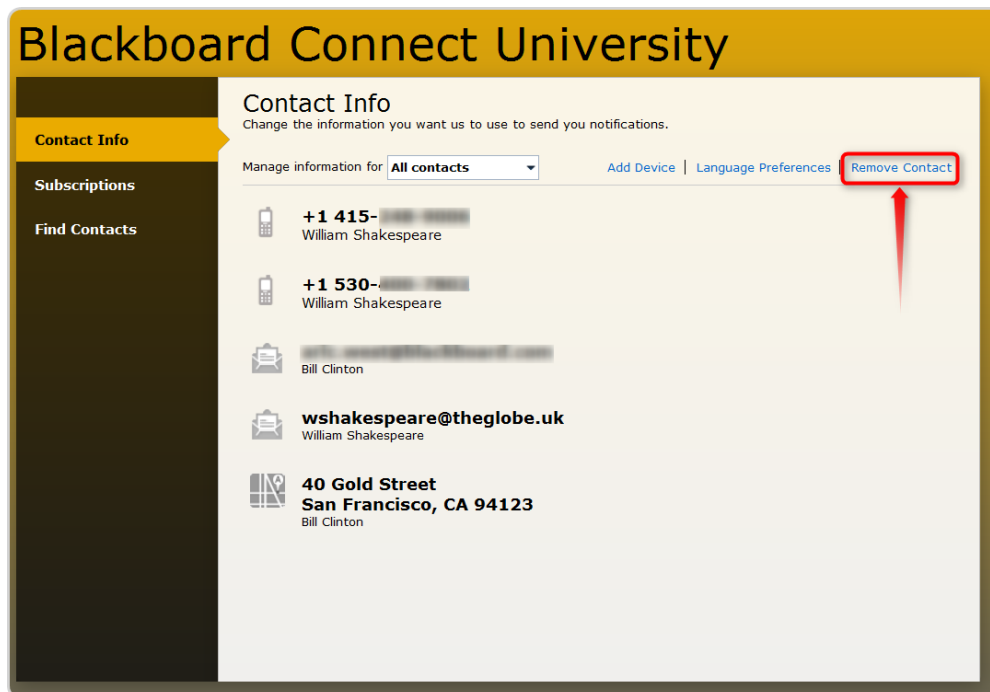 Blackboard Connect University
Contact Info
Subscriptions
Find Contacts
Contact Info
Change the information you want us to use to send you notifications.
Manage information for All contacts Add Device | Language Preferences | Remove Contact
+1 415-
William Shakespeare
+1 530-
William Shakespeare
Bill Clinton
wshakespeare@theglobe.uk
William Shakespeare
40 Gold Street
San Francisco, CA 94123
Bill Clinton